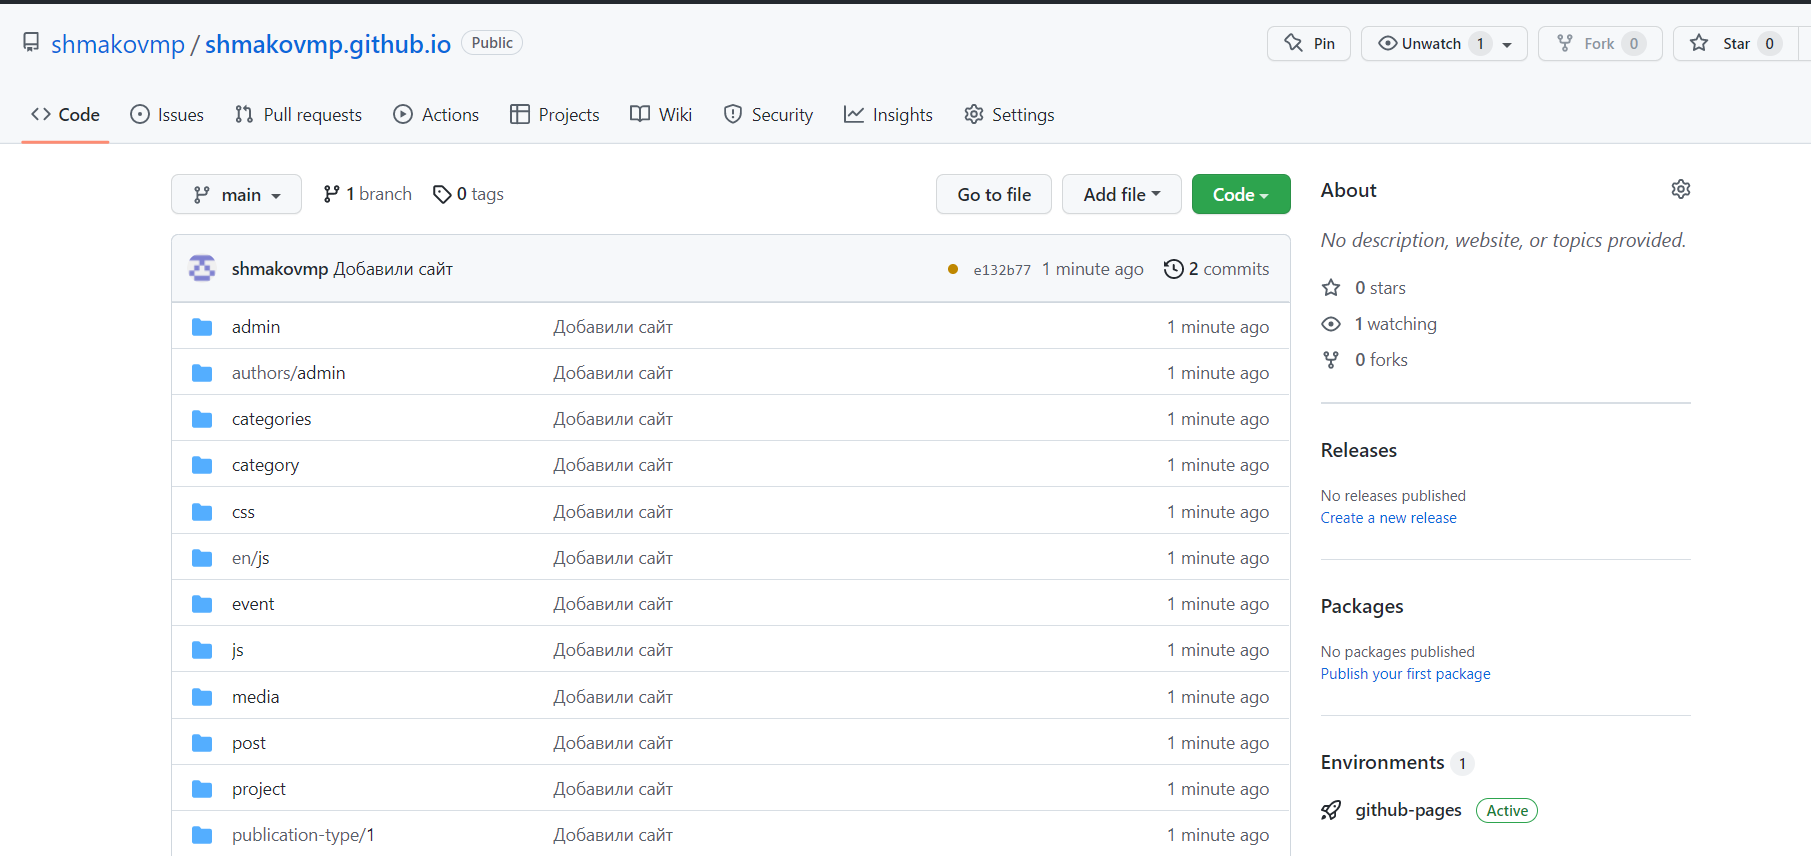 shmakovmp / shmakovmp.github.io Public Pin Unwatch 1 Fork 0 Star 0
Code Issues Pull requests Actions Projects Wiki Security Insights Settings
main 1 branch 0 tags Go to file Add file Code
shmakovmp Добавили сайт e132b77 1 minute ago 2 commits
admin Добавили сайт 1 minute ago
authors/admin Добавили сайт 1 minute ago
categories Добавили сайт 1 minute ago
category Добавили сайт 1 minute ago
css Добавили сайт 1 minute ago
en/js Добавили сайт 1 minute ago
event Добавили сайт 1 minute ago
js Добавили сайт 1 minute ago
media Добавили сайт 1 minute ago
post Добавили сайт 1 minute ago
project Добавили сайт 1 minute ago
publication-type/1 Добавили сайт 1 minute ago
About
No description, website, or topics provided.
0 stars
1 watching
0 forks
Releases
No releases published
Create a new release
Packages
No packages published
Publish your first package
Environments 1
github-pages Active